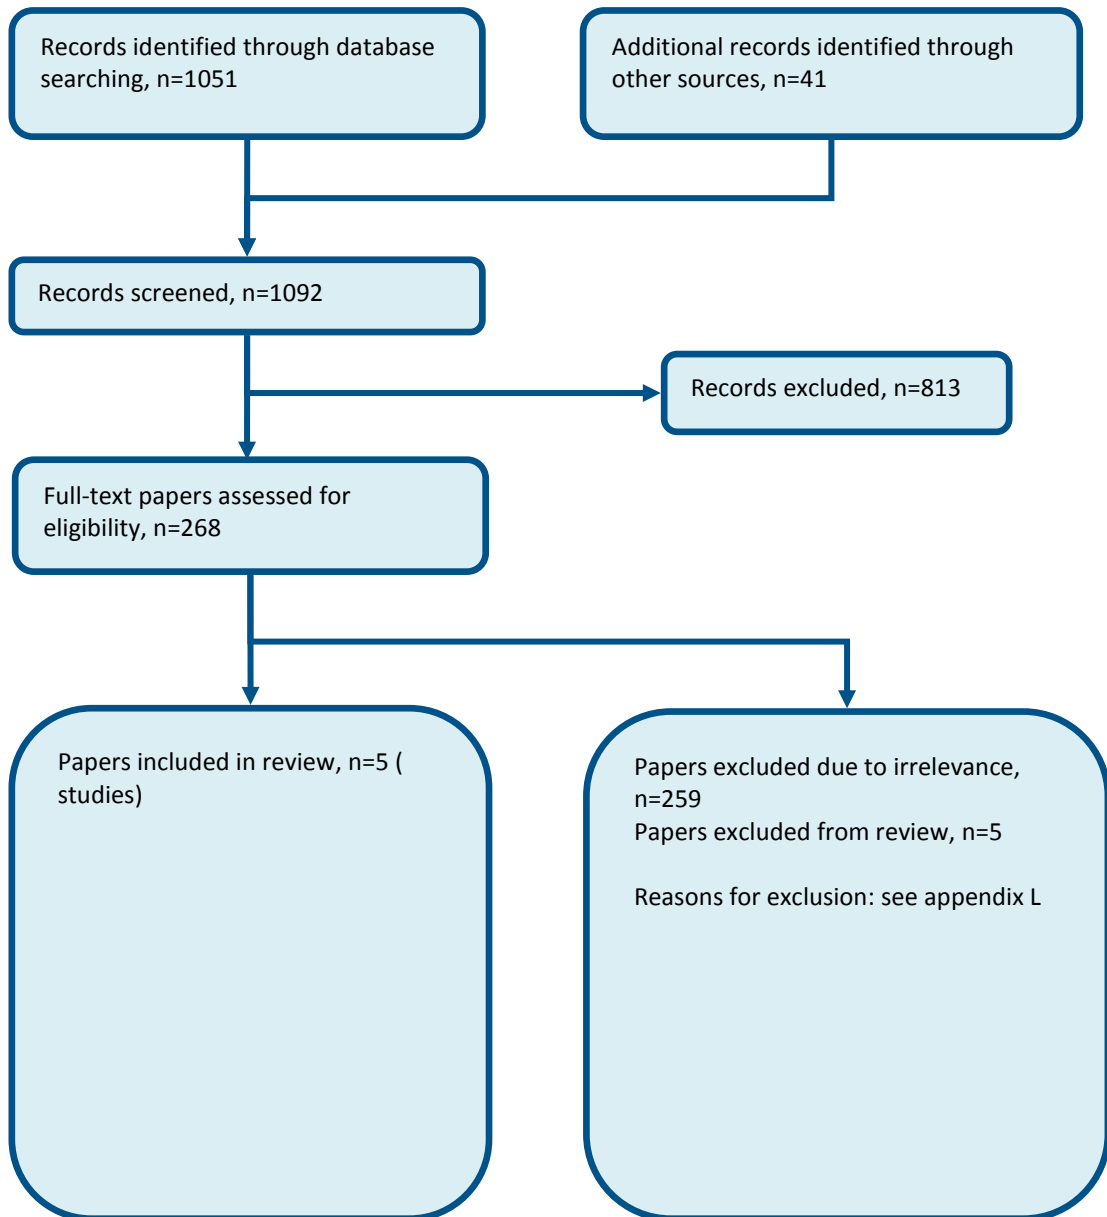 Records identified through database
searching, n=1051
Additional records identified through
other sources, n=41
Records screened, n=1092
Records excluded, n=813
Full-text papers assessed for
eligibility, n=268
Papers included in review, n=5 (
studies)
Papers excluded due to irrelevance,
n=259
Papers excluded from review, n=5
Reasons for exclusion: see appendix L